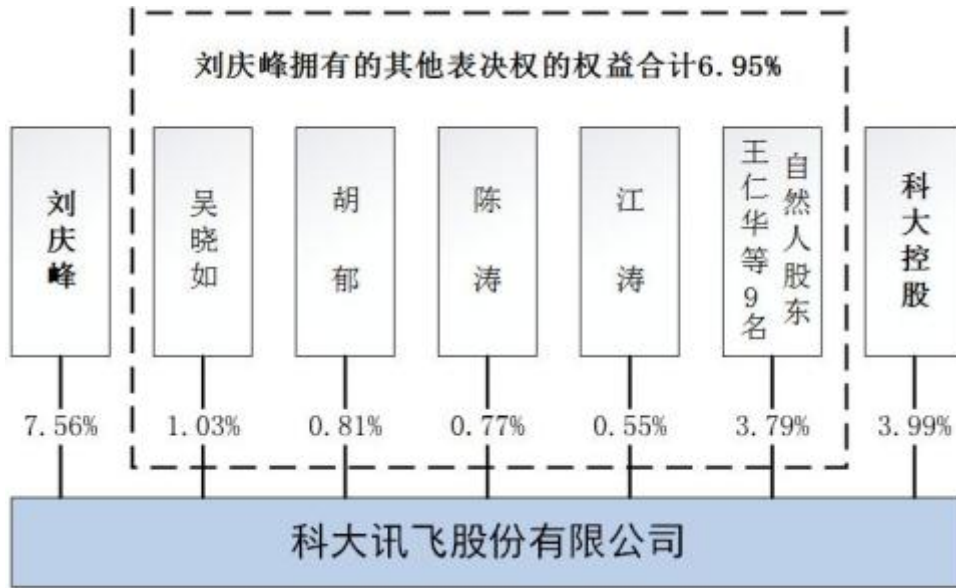 刘庆峰拥有的其他表决权的权益合计6.95%
刘庆峰
吴晓如
胡郁
陈涛
江涛
王仁华等9名
自然人股东
科大控股
7.56%
1.03%
0.81%
0.77%
0.55%
3.79%
3.99%
科大讯飞股份有限公司